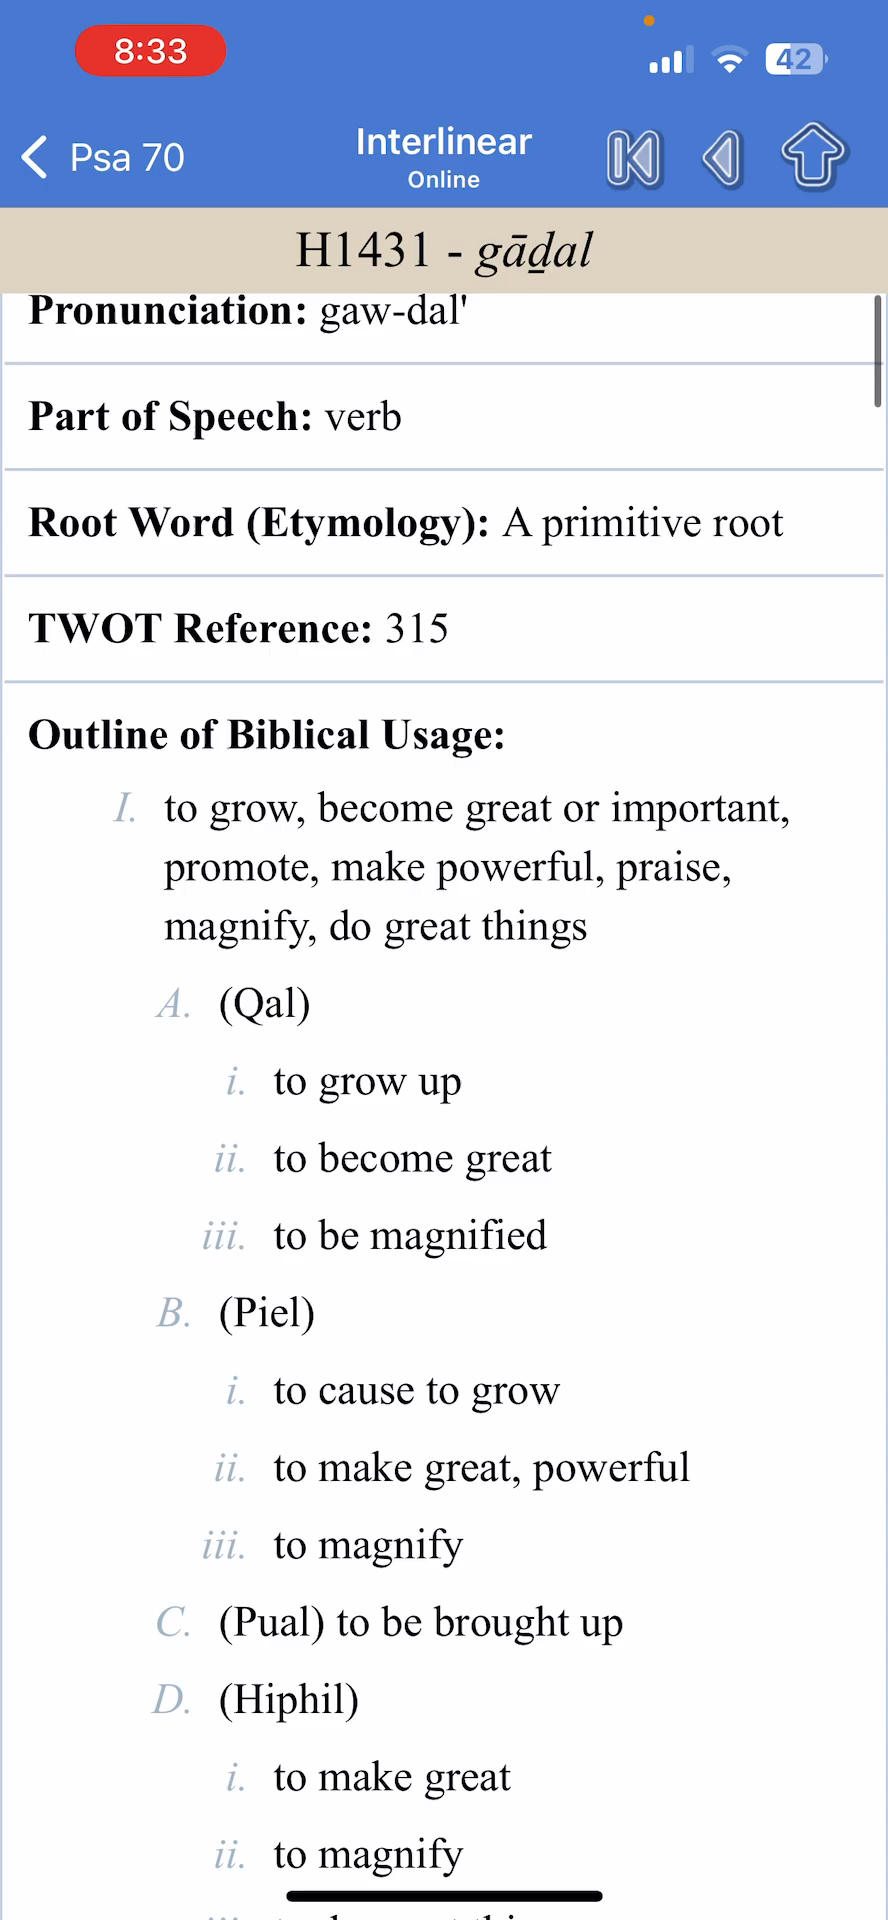 8:33
42
Psa 70
Interlinear
Online
H1431 - gāḏal
Pronunciation: gaw-dal'
Part of Speech: verb
Root Word (Etymology): A primitive root
TWOT Reference: 315
Outline of Biblical Usage:
I. to grow, become great or important,
promote, make powerful, praise,
magnify, do great things
A. (Qal)
i. to grow up
ii. to become great
iii. to be magnified
B. (Piel)
i. to cause to grow
ii. to make great, powerful
iii. to magnify
C. (Pual) to be brought up
D. (Hiphil)
i. to make great
ii. to magnify